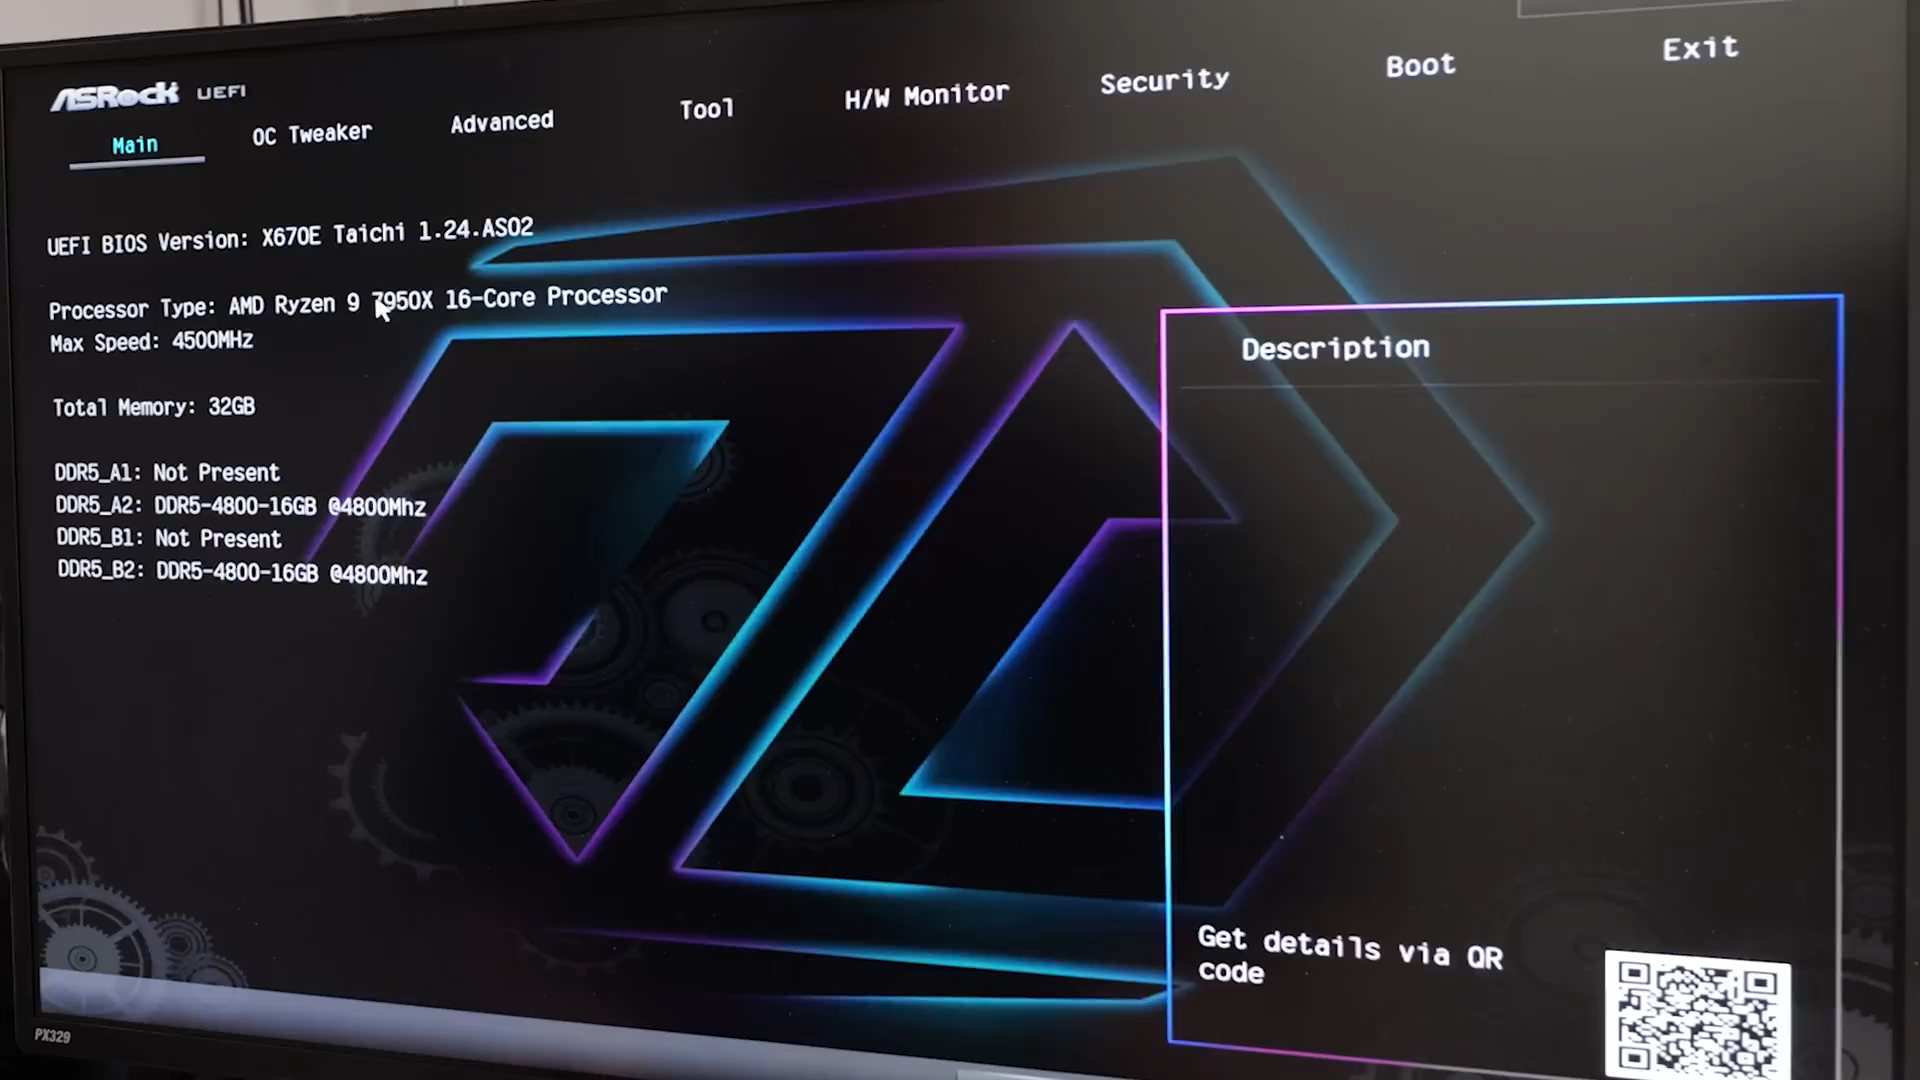 ASRock UEFI
Main OC Tweaker Advanced Tool H/W Monitor Security Boot Exit
UEFI BIOS Version: X670E Taichi 1.24.AS02
Processor Type: AMD Ryzen 9 7950X 16-Core Processor
Max Speed: 4500MHz
Total Memory: 32GB
DDR5_A1: Not Present
DDR5_A2: DDR5-4800-16GB @4800Mhz
DDR5_B1: Not Present
DDR5_B2: DDR5-4800-16GB @4800Mhz
Description
Get details via QR
code
PX329